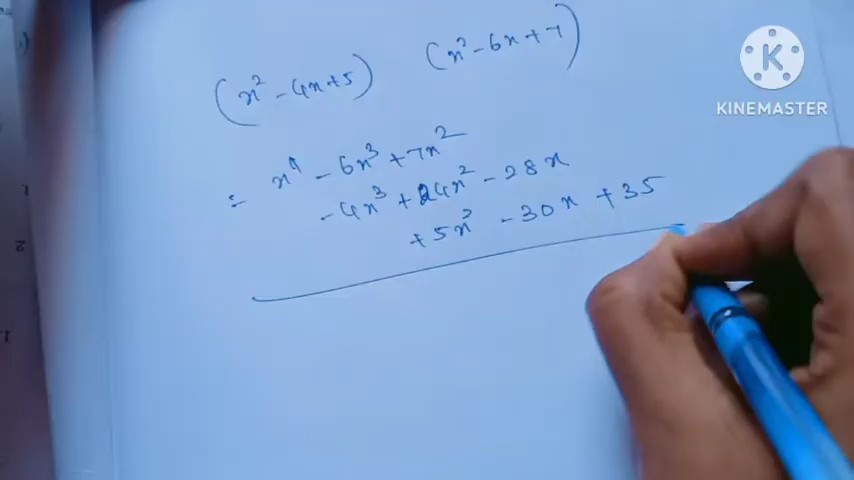 (x² - 4x + 5) (x² - 6x + 7)
= x⁴ - 6x³ + 7x²
- 4x³ + 24x² - 28x
+ 5x² - 30x + 35
K
KINEMASTER